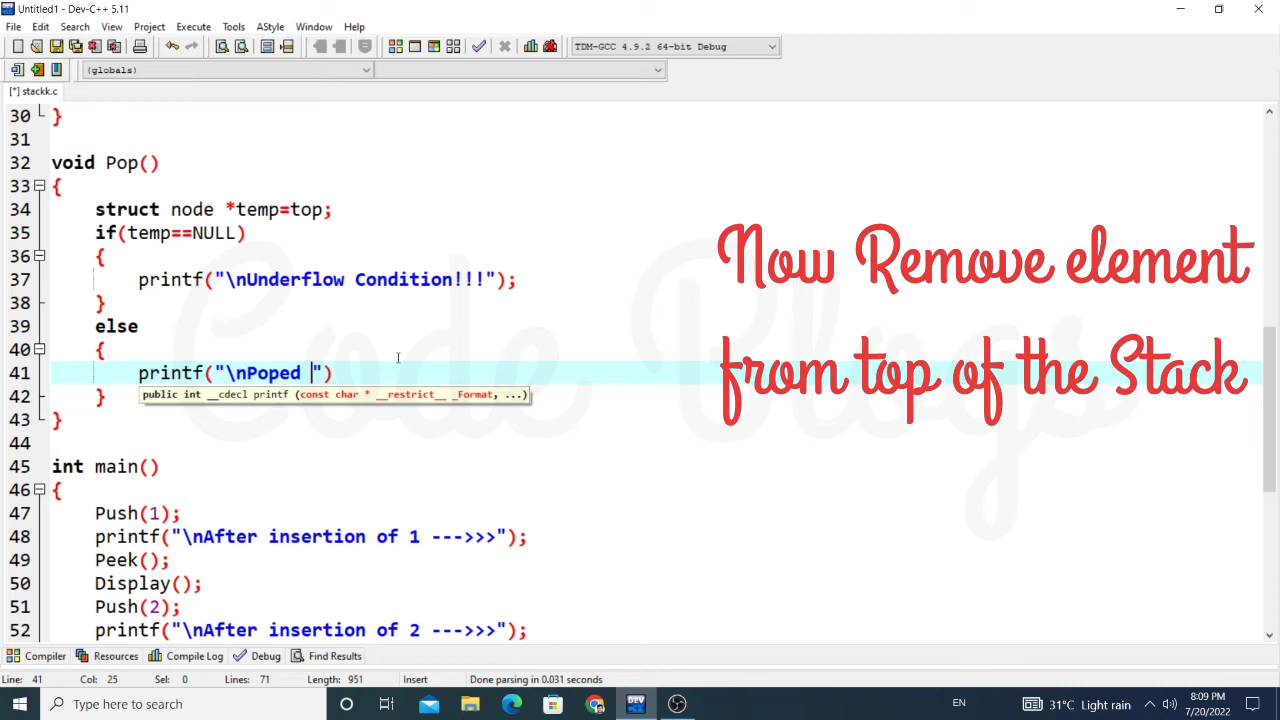 Untitled1 - Dev-C++ 5.11
File Edit Search View Project Execute Tools AStyle Window Help
TDM-GCC 4.9.2 64-bit Debug
(globals)
[*] stackk.c
30 }
31
32 void Pop()
33 {
34 struct node *temp=top;
35 if(temp==NULL)
36 {
37 printf("\nUnderflow Condition!!!");
38 }
39 else
40 {
41 printf("\nPoped ")
public int __cdecl printf (const char * __restrict__ _Format, ...)
42 }
43 }
44
45 int main()
46 {
47 Push(1);
48 printf("\nAfter insertion of 1 --->>>");
49 Peek();
50 Display();
51 Push(2);
52 printf("\nAfter insertion of 2 --->>>");
Now Remove element
from top of the Stack
Code Blogs
Compiler Resources Compile Log Debug Find Results
Line: 41 Col: 25 Sel: 0 Lines: 71 Length: 951 Insert Done parsing in 0.031 seconds
Type here to search
DEV
EN
31°C Light rain
8:09 PM
7/20/2022